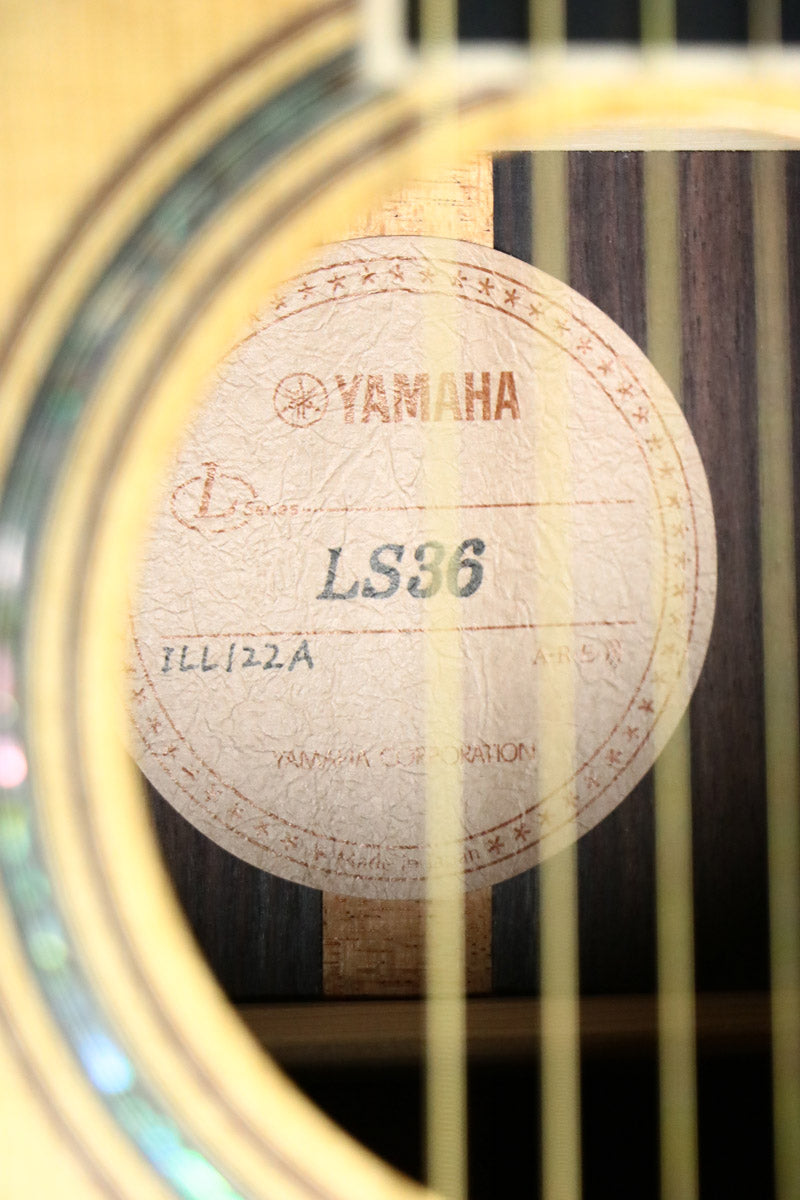 YAMAHA
L Series
LS36
ILL122A
YAMAHA CORPORATION
Made in Japan